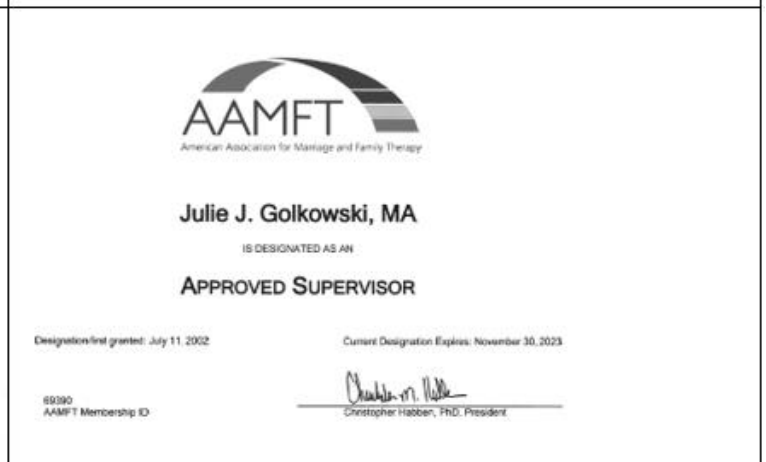 AAMFT
American Association for Marriage and Family Therapy
Julie J. Golkowski, MA
IS DESIGNATED AS AN
APPROVED SUPERVISOR
Designation first granted: July 11, 2002
Current Designation Expires: November 30, 2023
69390
AAMFT Membership ID
Christopher Habben, PhD, President